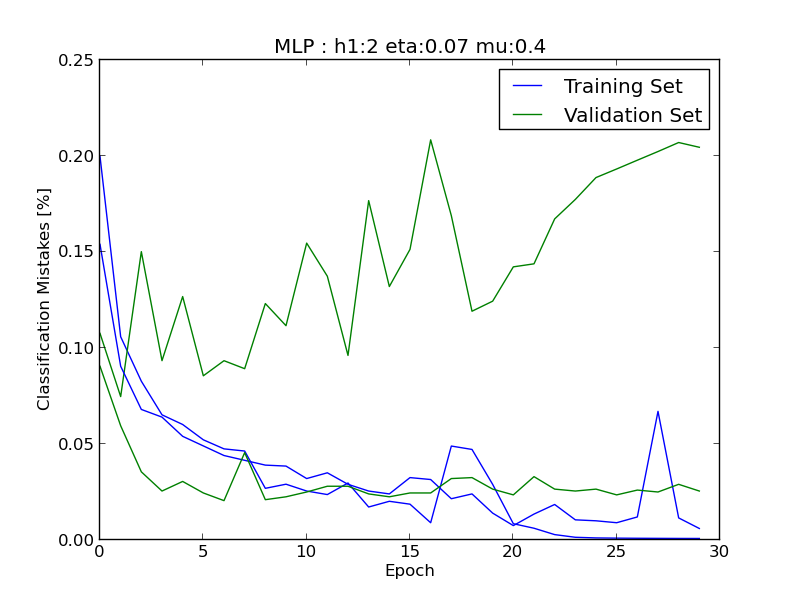 MLP : h1:2 eta:0.07 mu:0.4
Training Set
Validation Set
Classification Mistakes [%]
0.25
0.20
0.15
0.10
0.05
0.00
0 5 10 15 20 25 30
Epoch